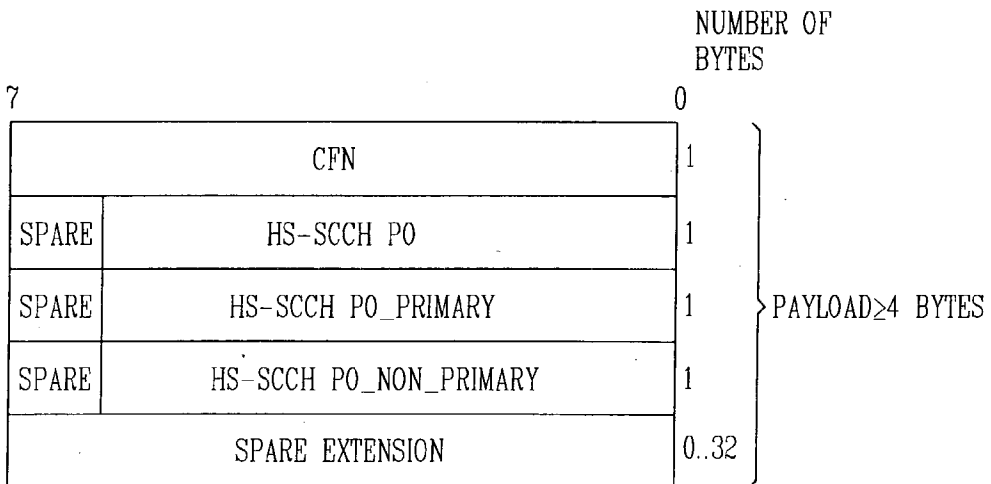 NUMBER OF
BYTES
7 0
CFN 1
SPARE HS-SCCH PO 1
SPARE HS-SCCH PO_PRIMARY 1
PAYLOAD≥4 BYTES
SPARE HS-SCCH PO_NON_PRIMARY 1
SPARE EXTENSION 0..32